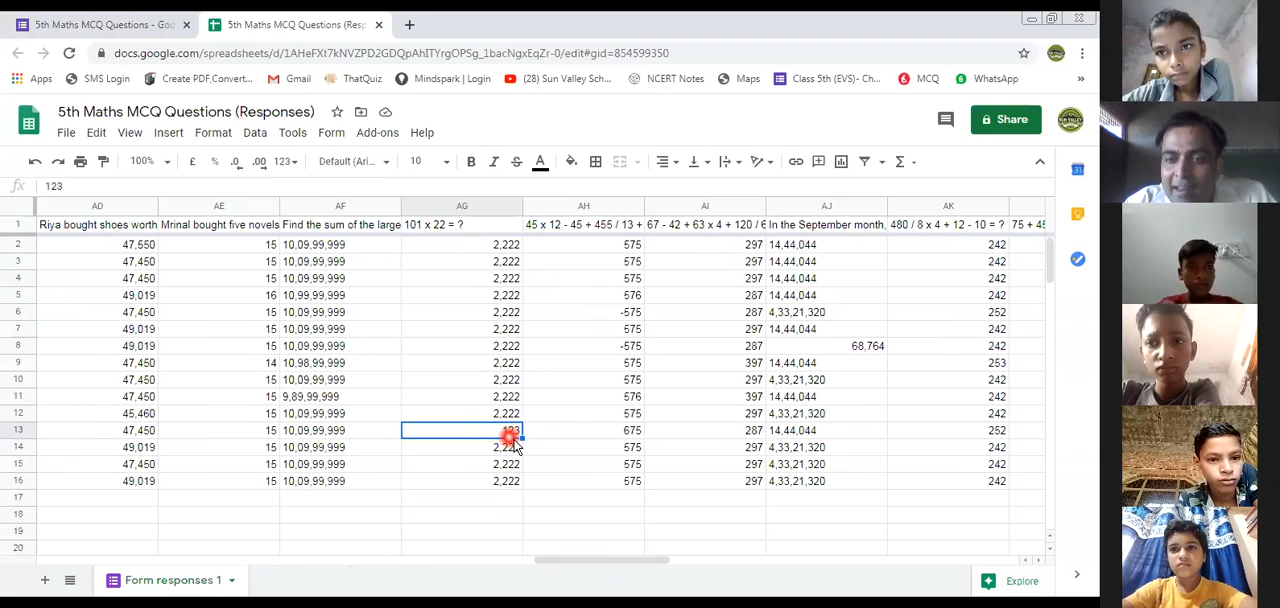 5th Maths MCQ Questions - Goo
5th Maths MCQ Questions (Resp
docs.google.com/spreadsheets/d/1AHeFXt7kNVZPD2GDQpAhITYrqOPSg_1bacNgxEqZr-0/edit#gid=854599350
Apps SMS Login Create PDF,Convert... Gmail ThatQuiz Mindspark | Login (28) Sun Valley Sch... NCERT Notes Maps Class 5th (EVS)- Ch... MCQ WhatsApp
5th Maths MCQ Questions (Responses)
Share
File Edit View Insert Format Data Tools Form Add-ons Help
100% £ % .0 .00 123 Default (Ari... 10 B I S A Σ
fx 123
AD AE AF AG AH AI AJ AK
1 Riya bought shoes worth Mrinal bought five novels Find the sum of the large 101 x 22 = ? 45 x 12 - 45 + 455 / 13 + 67 - 42 + 63 x 4 + 120 / 6 In the September month, 480 / 8 x 4 + 12 - 10 = ? 75 + 45
2 47,550 15 10,09,99,999 2,222 575 297 14,44,044 242
3 47,450 15 10,09,99,999 2,222 575 297 14,44,044 242
4 47,450 15 10,09,99,999 2,222 575 297 14,44,044 242
5 49,019 16 10,99,99,999 2,222 576 287 14,44,044 242
6 47,450 15 10,09,99,999 2,222 -575 287 4,33,21,320 252
7 49,019 15 10,09,99,999 2,222 575 297 14,44,044 242
8 49,019 15 10,09,99,999 2,222 -575 287 68,764 242
9 47,450 14 10,98,99,999 2,222 575 397 14,44,044 253
10 47,450 15 10,09,99,999 2,222 575 297 4,33,21,320 242
11 47,450 15 9,89,99,999 2,222 576 397 14,44,044 242
12 45,460 15 10,09,99,999 2,222 575 297 4,33,21,320 242
13 47,450 15 10,09,99,999 123 675 287 14,44,044 252
14 49,019 15 10,09,99,999 2,222 575 297 4,33,21,320 242
15 47,450 15 10,09,99,999 2,222 575 297 4,33,21,320 242
16 49,019 15 10,09,99,999 2,222 575 297 4,33,21,320 242
17
18
19
20
Form responses 1
Explore